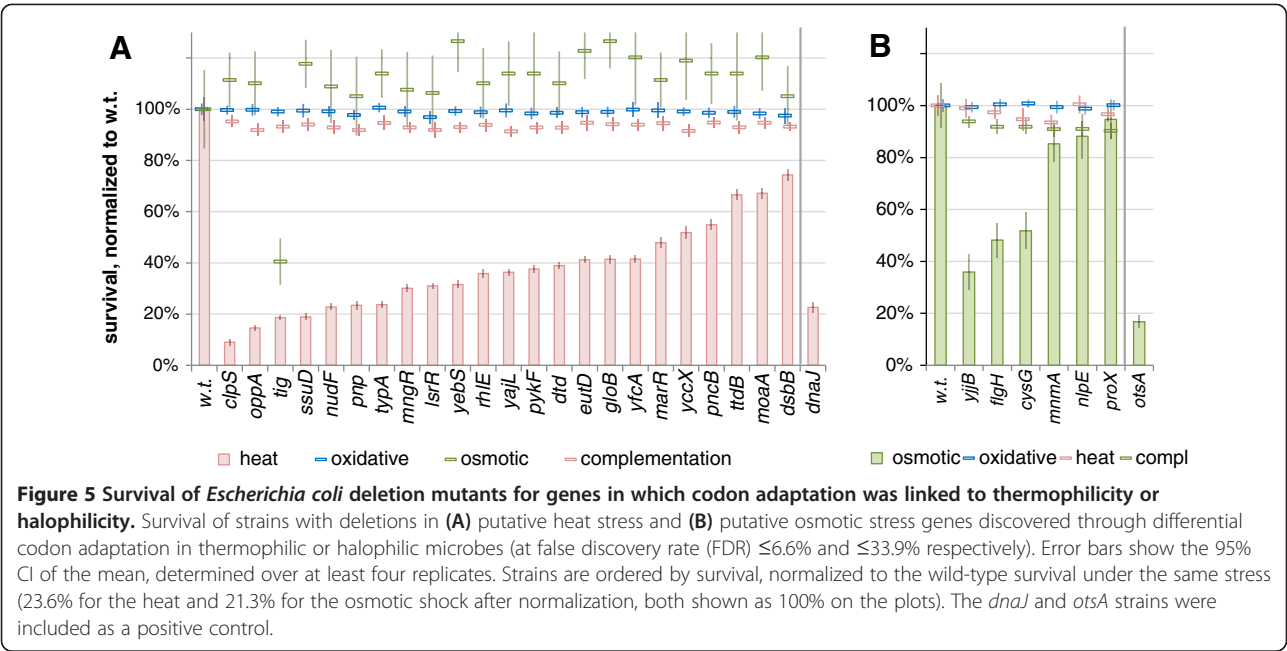 A
survival, normalized to w.t.
100%
80%
60%
40%
20%
0%
w.t.
clpS
oppA
tig
ssuD
nudF
pnp
typA
mngR
lsrR
yebS
rhlE
yajL
pykF
dtd
eutD
gloB
yfcA
marR
yccX
pncB
ttdB
moaA
dsbB
dnaJ
heat oxidative osmotic complementation
B
100%
80%
60%
40%
20%
0%
w.t.
yjjB
flgH
cysG
mnmA
nlpE
proX
otsA
osmotic oxidative heat compl
Figure 5 Survival of Escherichia coli deletion mutants for genes in which codon adaptation was linked to thermophilicity or
halophilicity. Survival of strains with deletions in (A) putative heat stress and (B) putative osmotic stress genes discovered through differential
codon adaptation in thermophilic or halophilic microbes (at false discovery rate (FDR) ≤6.6% and ≤33.9% respectively). Error bars show the 95%
CI of the mean, determined over at least four replicates. Strains are ordered by survival, normalized to the wild-type survival under the same stress
(23.6% for the heat and 21.3% for the osmotic shock after normalization, both shown as 100% on the plots). The dnaJ and otsA strains were
included as a positive control.